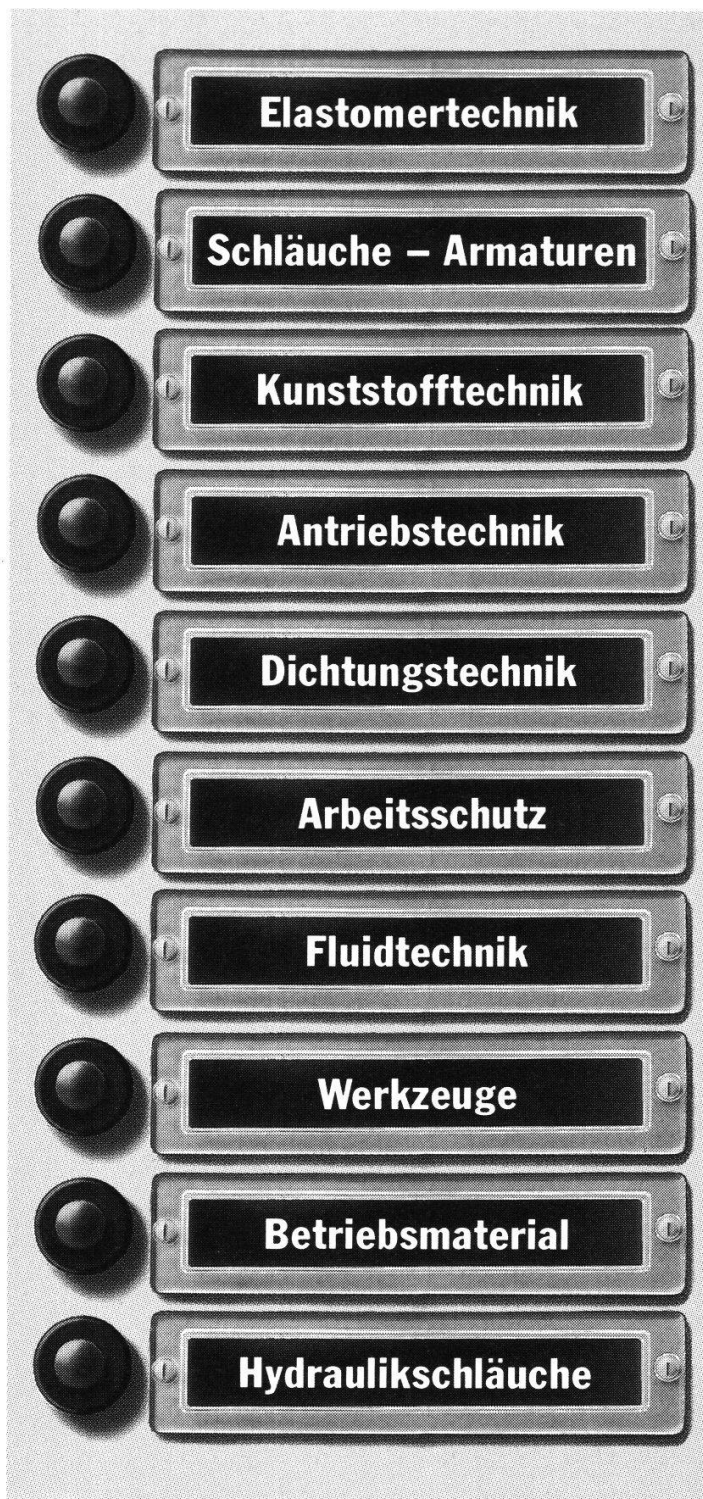 Elastomertechnik
Schläuche – Armaturen
Kunststofftechnik
Antriebstechnik
Dichtungstechnik
Arbeitsschutz
Fluidtechnik
Werkzeuge
Betriebsmaterial
Hydraulikschläuche